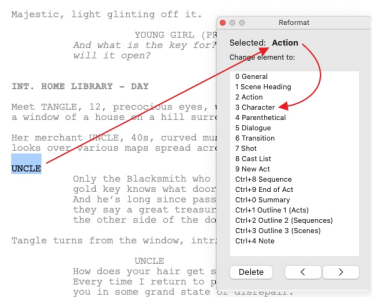 Majestic, light glinting off it.
YOUNG GIRL (PR
And what is the key for?
will it open?
INT. HOME LIBRARY - DAY
Meet TANGLE, 12, precocious eyes,
a window of a house on a hill surr
Her merchant UNCLE, 40s, curved mu
looks over various maps spread acr
UNCLE
Only the Blacksmith who
gold key knows what door
And he's long since pass
they say a great treasur
the other side of the do
Tangle turns from the window, intr
UNCLE
How does your hair get s
Every time I return to p
you in some grand state of disrepair.
Reformat
Selected: Action
Change element to:
0 General
1 Scene Heading
2 Action
3 Character
4 Parenthetical
5 Dialogue
6 Transition
7 Shot
8 Cast List
9 New Act
Ctrl+8 Sequence
Ctrl+9 End of Act
Ctrl+0 Summary
Ctrl+1 Outline 1 (Acts)
Ctrl+2 Outline 2 (Sequences)
Ctrl+3 Outline 3 (Scenes)
Ctrl+4 Note
Delete < >